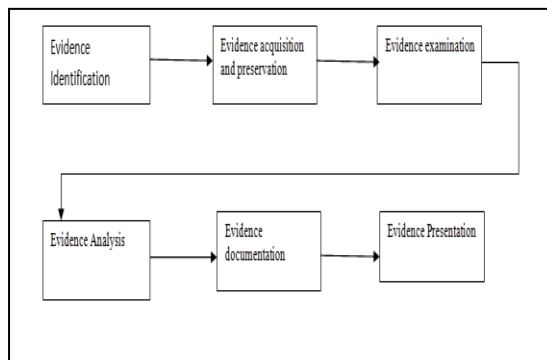 Evidence
Identification
Evidence acquisition
and preservation
Evidence examination
Evidence Analysis
Evidence
documentation
Evidence Presentation